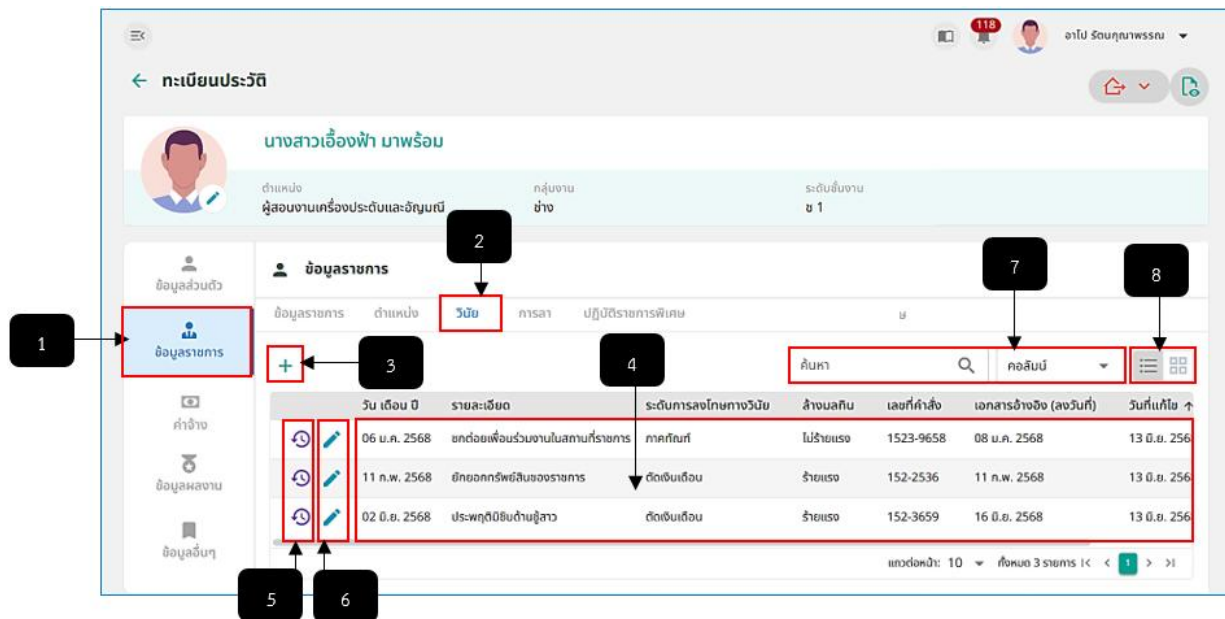 118
อาโป รัตนกุณาพรรณ
ทะเบียนประวัติ
นางสาวเอื้องฟ้า มาพร้อม
ตำแหน่ง กลุ่มงาน ระดับชั้นงาน
ผู้สอนงานเครื่องประดับและอัญมณี ช่าง ช 1
2
7
8
ข้อมูลส่วนตัว
ข้อมูลราชการ
1
ข้อมูลราชการ
ข้อมูลราชการ ตำแหน่ง วินัย การลา ปฏิบัติราชการพิเศษ ษ
+
3
4
ค้นหา คอลัมน์
ค่าจ้าง
ข้อมูลผลงาน
ข้อมูลอื่นๆ
วัน เดือน ปี รายละเอียด ระดับการลงโทษทางวินัย ล้างมลทิน เลขที่คำสั่ง เอกสารอ้างอิง (ลงวันที่) วันที่แก้ไข ↑
06 ม.ค. 2568 ชกต่อยเพื่อนร่วมงานในสถานที่ราชการ ภาคทัณฑ์ ไม่ร้ายแรง 1523-9658 08 ม.ค. 2568 13 มิ.ย. 256
11 ก.พ. 2568 ยักยอกทรัพย์สินของราชการ ตัดเงินเดือน ร้ายแรง 152-2536 11 ก.พ. 2568 13 มิ.ย. 256
02 มิ.ย. 2568 ประพฤติมิชิบด้านชู้สาว ตัดเงินเดือน ร้ายแรง 152-3659 16 มิ.ย. 2568 13 มิ.ย. 256
แถวต่อหน้า: 10 ทั้งหมด 3 รายการ |< < 1 > >|
5
6